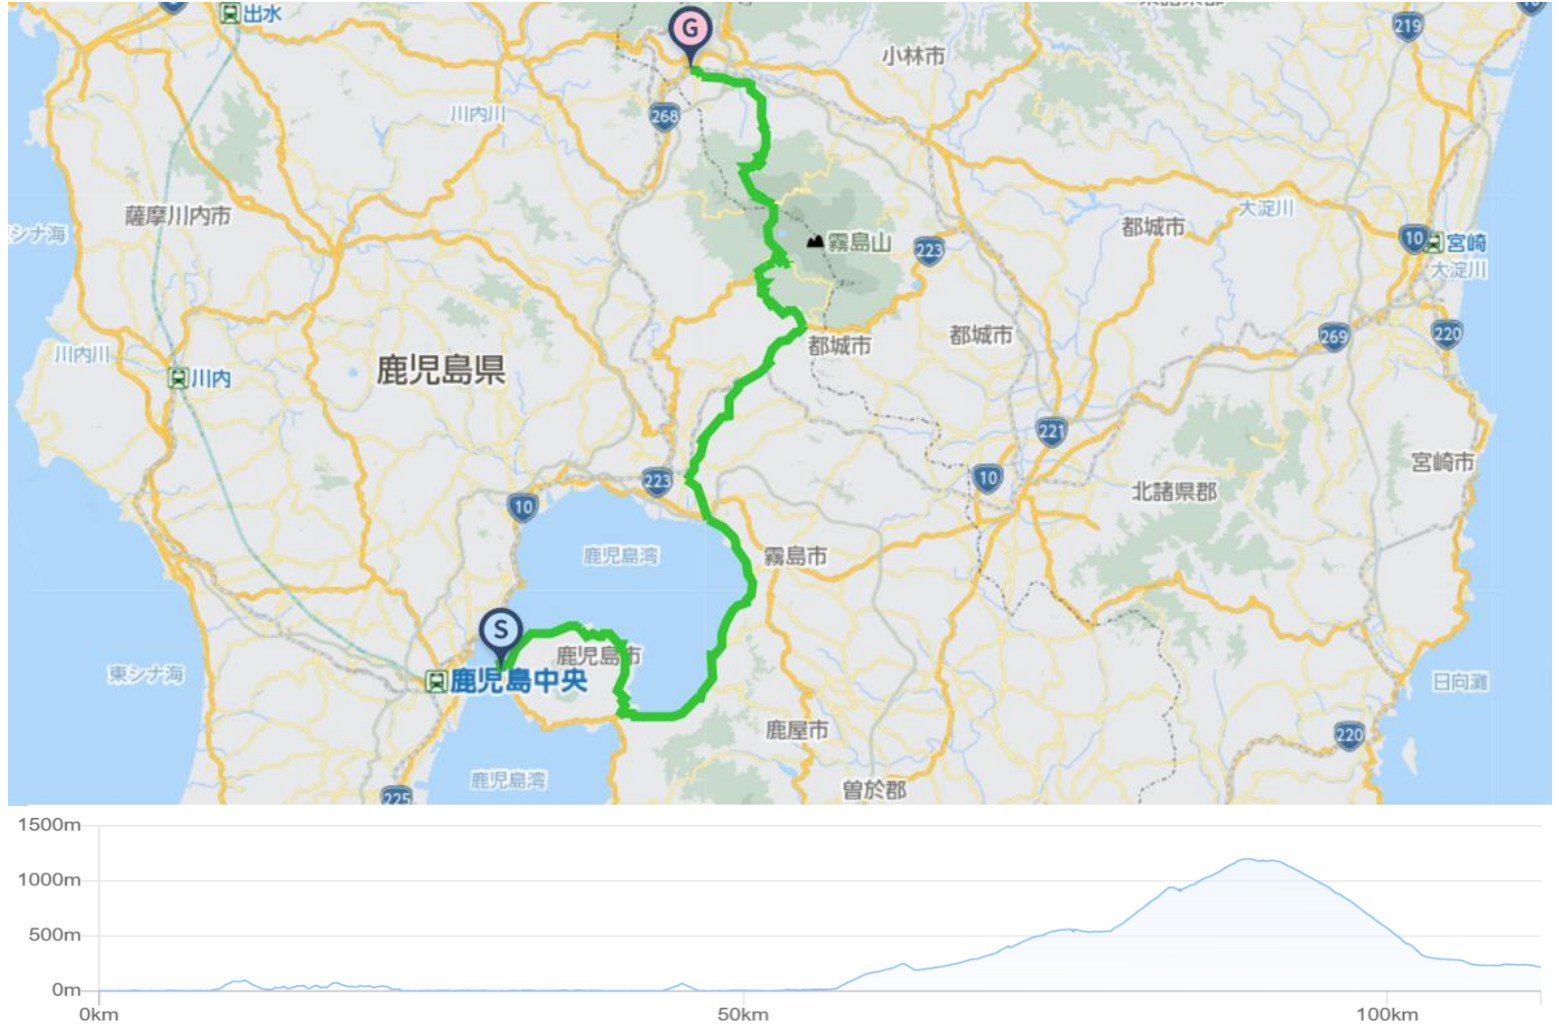 出水
G
219
小林市
川内川
268
薩摩川内市
シナ海
霧島山
223
都城市
大淀川
10
宮崎
大淀川
都城市
都城市
269
220
川内川
川内
鹿児島県
221
宮崎市
223
10
10
北諸県郡
鹿児島湾
霧島市
S
鹿児島市
鹿児島中央
東シナ海
日向灘
鹿屋市
220
鹿児島湾
曽於郡
225
1500m
1000m
500m
0m
0km
50km
100km